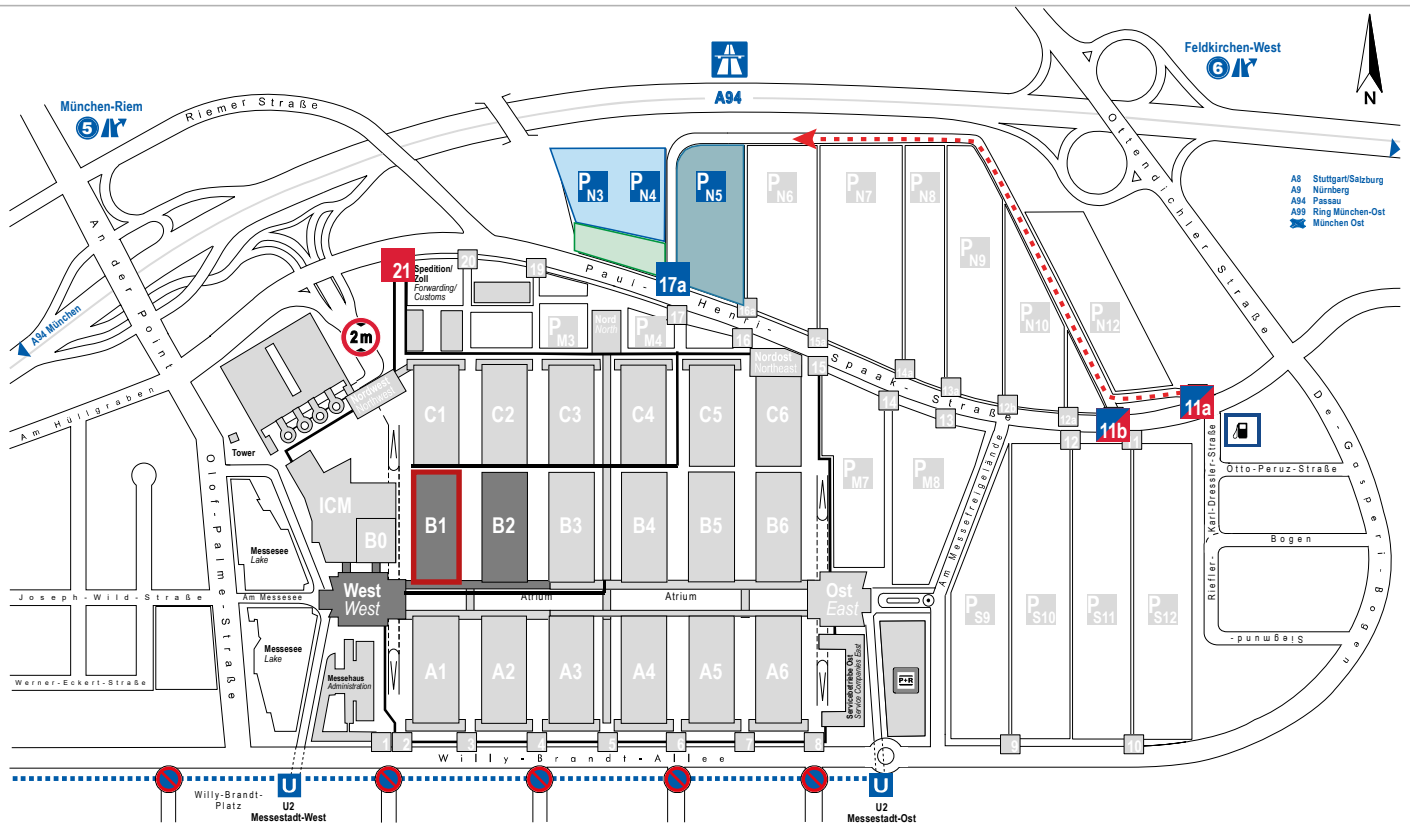 A94
Feldkirchen-West
6
N
München-Riem
5
Riemer Straße
Ottendichler Straße
A8 Stuttgart/Salzburg
A9 Nürnberg
A94 Passau
A99 Ring München-Ost
München Ost
P N3
P N4
P N5
P N6
P N7
P N8
P N9
P N10
P N12
An der Point
A94 München
21
Spedition/
Zoll
Forwarding/
Customs
20
19
17a
Paul-Henri-Spaak-Straße
2m
P M3
Nord
North
P M4
17
16a
16
15a
15
14a
14
13a
13
12b
12a
12
11b
11
11a
Nordwest
Northeast
Nordost
Northeast
Am Hüllgraben
Tower
C1
C2
C3
C4
C5
C6
P M7
P M8
Am Messefreigelände
Karl-Dressler-Straße
Riefler-
Otto-Peruz-Straße
Bogen
De-Gasperi-Bogen
Siegmund-
Olof-Palme-Straße
ICM
B0
B1
B2
B3
B4
B5
B6
Messesee
Lake
Joseph-Wild-Straße
Am Messesee
West
West
Atrium
Atrium
Ost
East
P S9
P S10
P S11
P S12
Messesee
Lake
Werner-Eckert-Straße
Messehaus
Administration
A1
A2
A3
A4
A5
A6
Servicebetriebe Ost
Service Companies East
P+R
1
2
3
4
5
6
7
8
9
10
Willy-Brandt-Allee
Willy-Brandt-
Platz
U
U2
Messestadt-West
U
U2
Messestadt-Ost